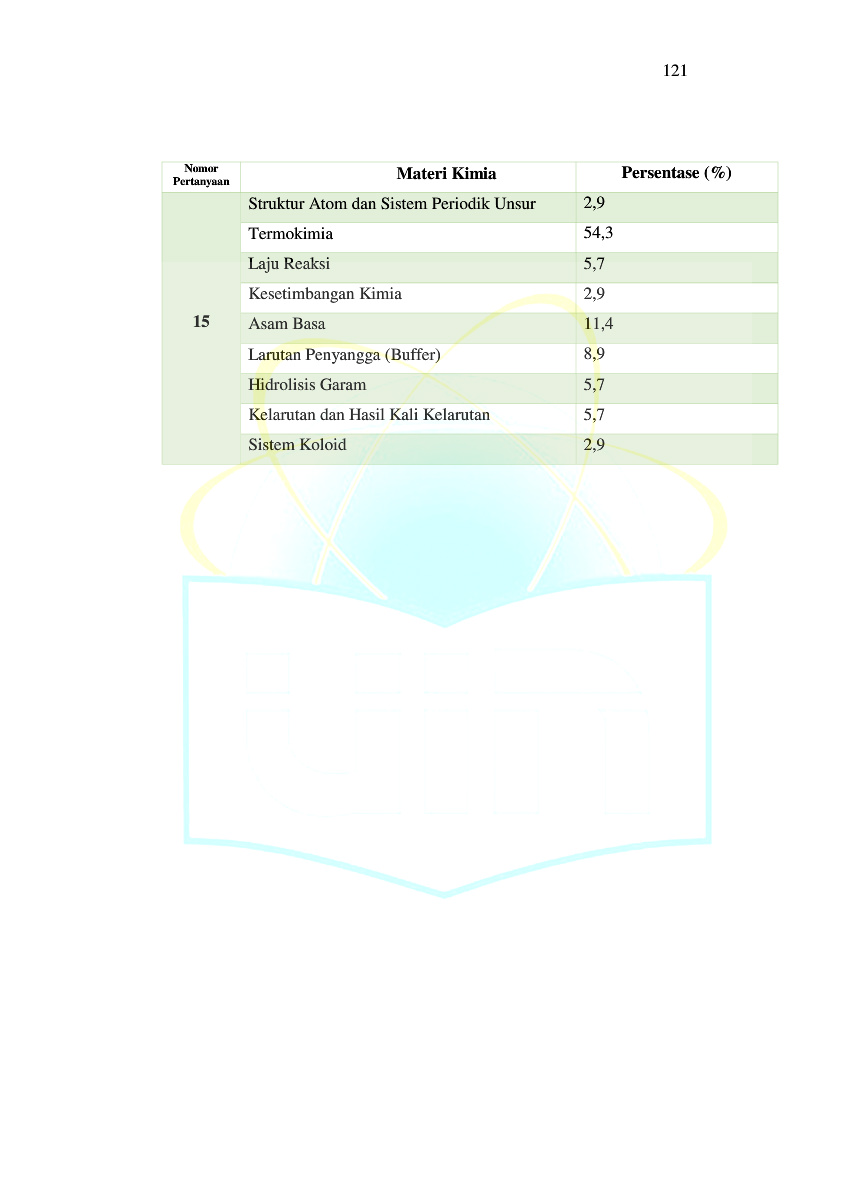 121
Nomor Pertanyaan Materi Kimia Persentase (%)
Struktur Atom dan Sistem Periodik Unsur 2,9
Termokimia 54,3
Laju Reaksi 5,7
Kesetimbangan Kimia 2,9
15 Asam Basa 11,4
Larutan Penyangga (Buffer) 8,9
Hidrolisis Garam 5,7
Kelarutan dan Hasil Kali Kelarutan 5,7
Sistem Koloid 2,9